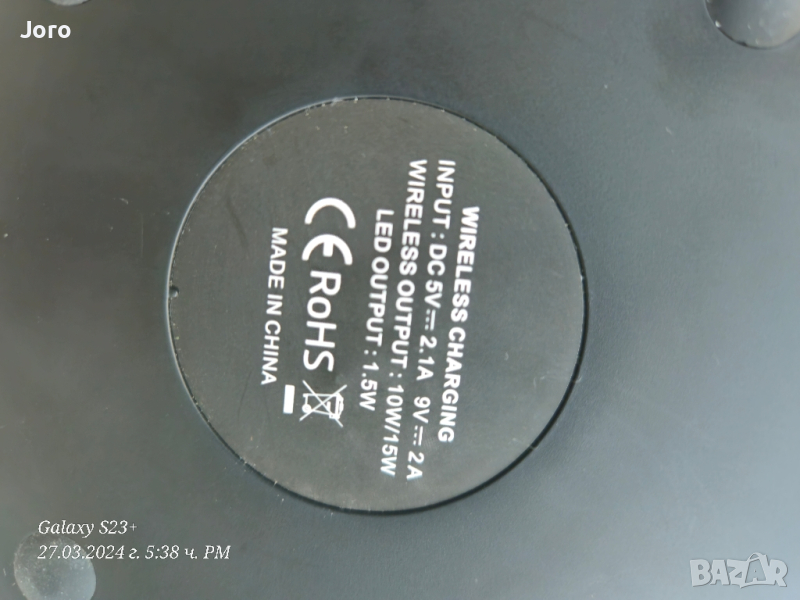 Joro
WIRELESS CHARGING
INPUT : DC 5V⎓2.1A 9V⎓2A
WIRELESS OUTPUT : 10W/15W
LED OUTPUT : 1.5W
CE RoHS
MADE IN CHINA
Galaxy S23+
27.03.2024 г. 5:38 ч. PM
BAZAR